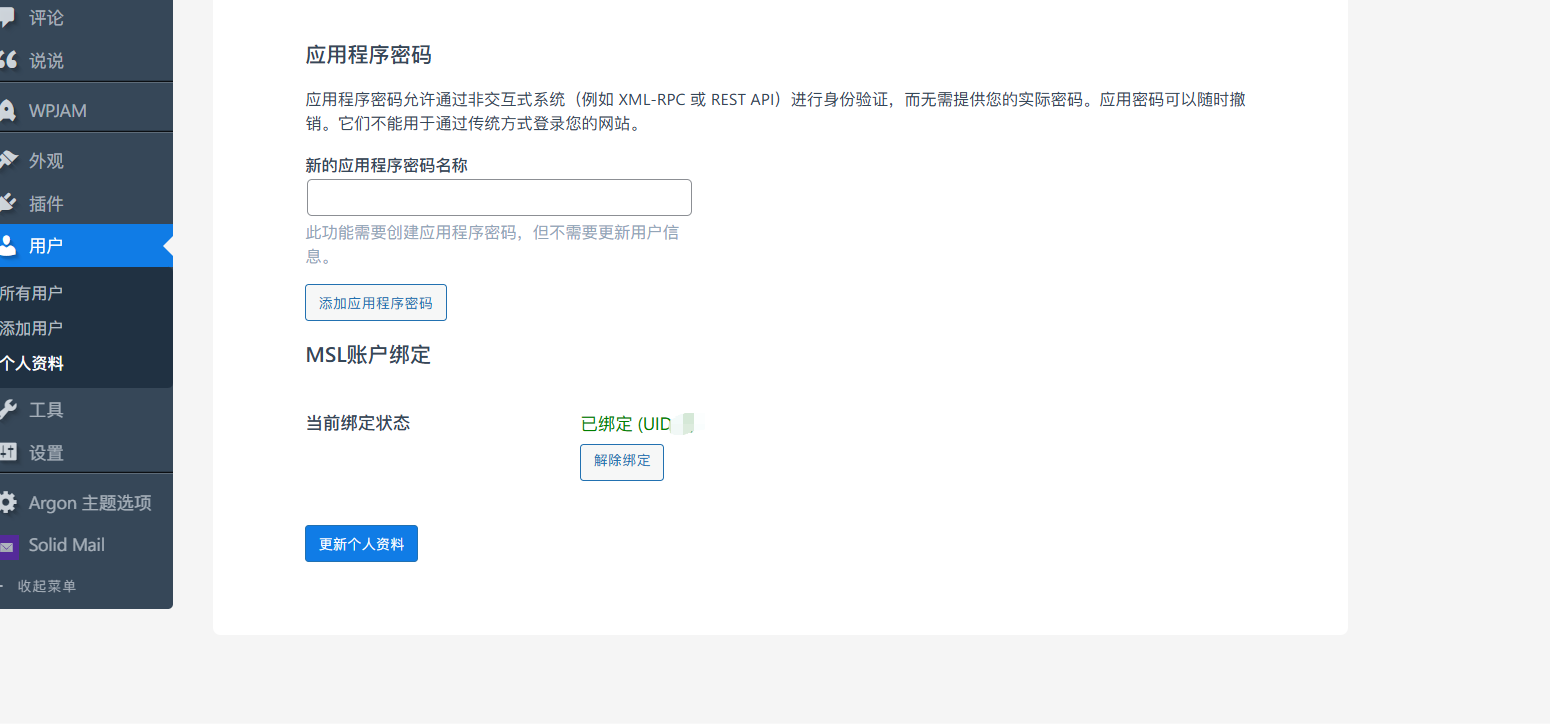 评论
说说
WPJAM
外观
插件
用户
所有用户
添加用户
个人资料
工具
设置
Argon 主题选项
Solid Mail
收起菜单
应用程序密码
应用程序密码允许通过非交互式系统（例如 XML-RPC 或 REST API）进行身份验证，而无需提供您的实际密码。应用密码可以随时撤
销。它们不能用于通过传统方式登录您的网站。
新的应用程序密码名称
此功能需要创建应用程序密码，但不需要更新用户信
息。
添加应用程序密码
MSL账户绑定
当前绑定状态
已绑定 (UID
解除绑定
更新个人资料